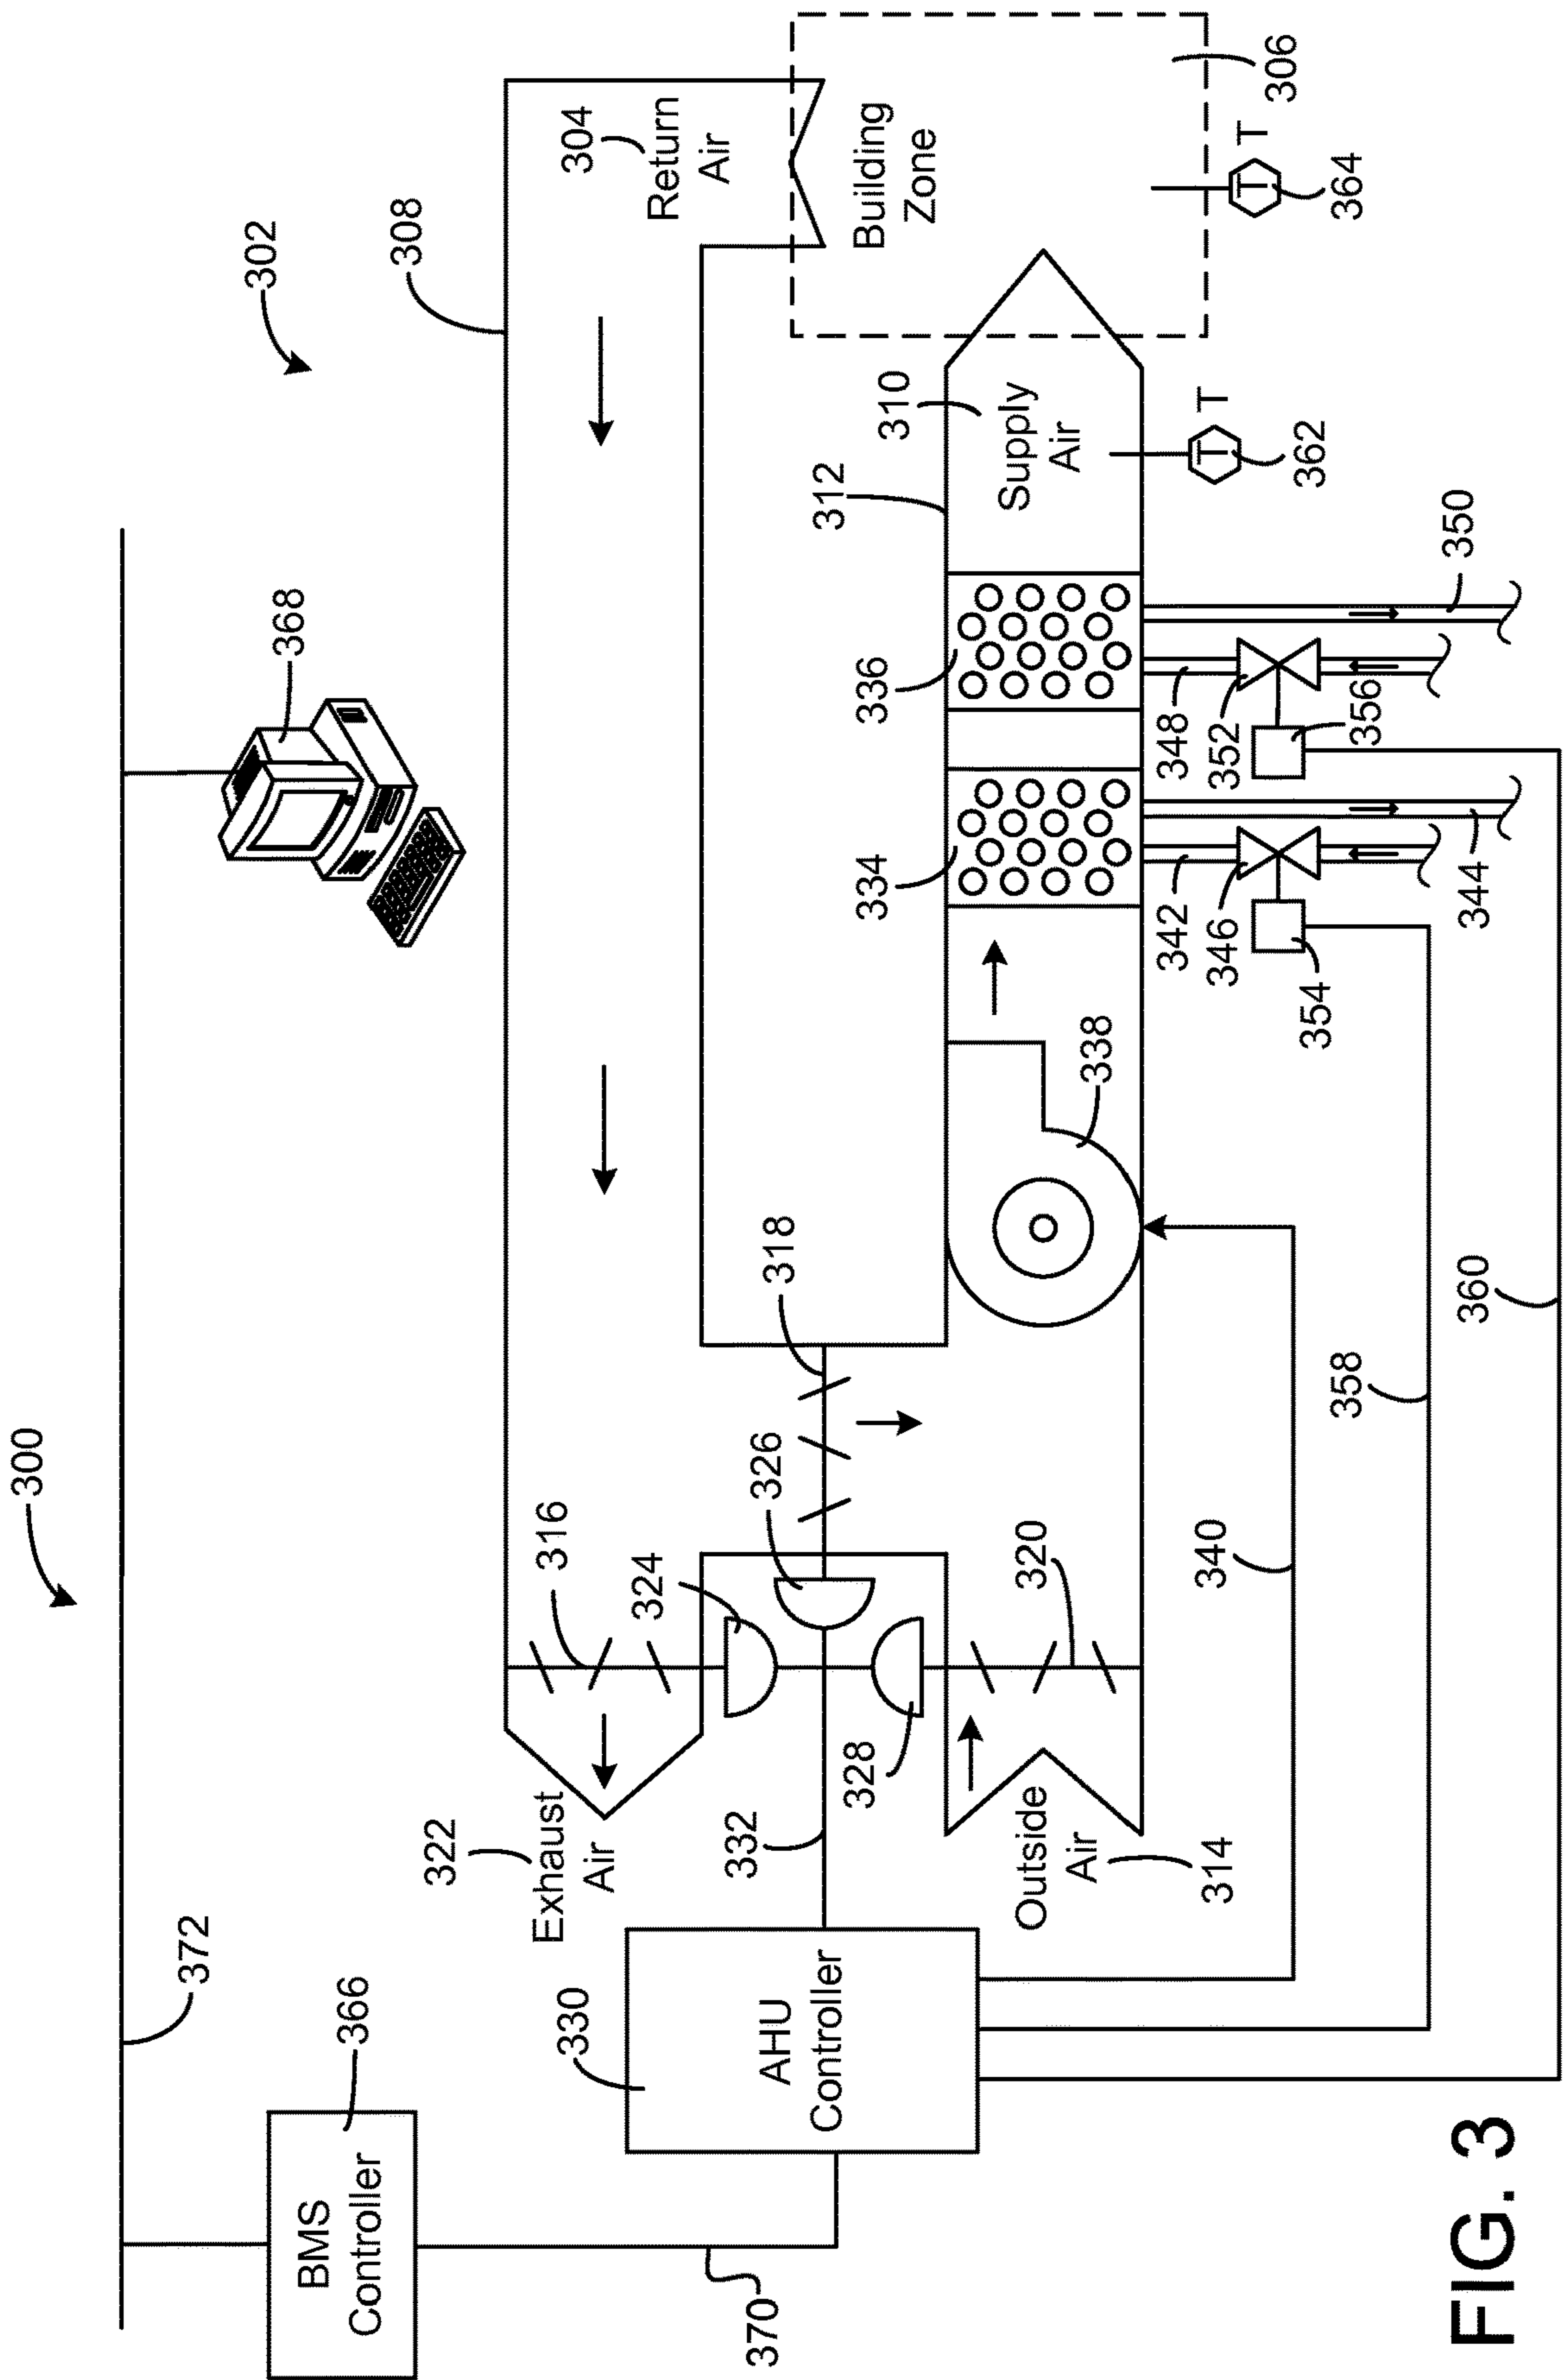 300
372
BMS
Controller
366
370
368
302
308
304
Return
Air
Building
Zone
306
T
T
364
322
Exhaust
Air
316
324
326
318
332
328
330
AHU
Controller
Outside
Air
314
320
338
334
336
312
310
Supply
Air
T
T
362
342
346
354
344
348
352
356
350
340
358
360
FIG. 3